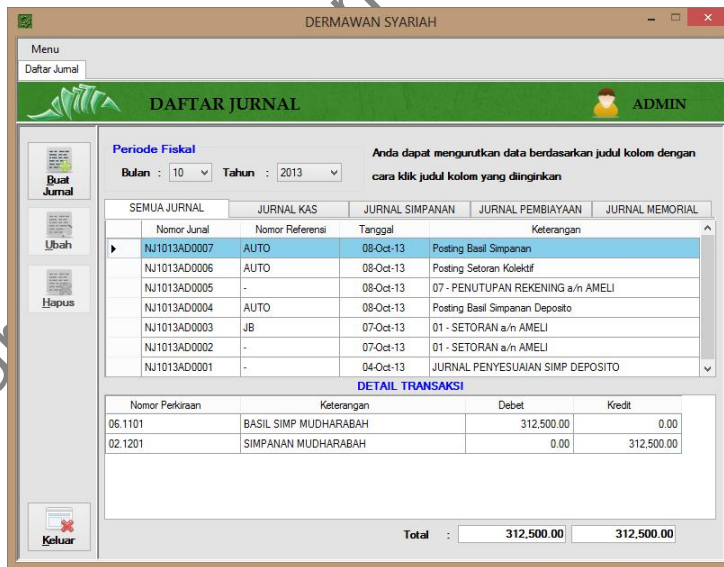 DERMAWAN SYARIAH
Menu
Daftar Jurnal
DAFTAR JURNAL
ADMIN
Buat Jurnal
Ubah
Hapus
Keluar
Periode Fiskal
Bulan : 10 Tahun : 2013
Anda dapat mengurutkan data berdasarkan judul kolom dengan
cara klik judul kolom yang diinginkan
SEMUA JURNAL JURNAL KAS JURNAL SIMPANAN JURNAL PEMBIAYAAN JURNAL MEMORIAL
Nomor Junal Nomor Referensi Tanggal Keterangan
NJ1013AD0007 AUTO 08-Oct-13 Posting Basil Simpanan
NJ1013AD0006 AUTO 08-Oct-13 Posting Setoran Kolektif
NJ1013AD0005 - 08-Oct-13 07 - PENUTUPAN REKENING a/n AMELI
NJ1013AD0004 AUTO 08-Oct-13 Posting Basil Simpanan Deposito
NJ1013AD0003 JB 07-Oct-13 01 - SETORAN a/n AMELI
NJ1013AD0002 - 07-Oct-13 01 - SETORAN a/n AMELI
NJ1013AD0001 - 04-Oct-13 JURNAL PENYESUAIAN SIMP DEPOSITO
DETAIL TRANSAKSI
Nomor Perkiraan Keterangan Debet Kredit
06.1101 BASIL SIMP MUDHARABAH 312,500.00 0.00
02.1201 SIMPANAN MUDHARABAH 0.00 312,500.00
Total : 312,500.00 312,500.00